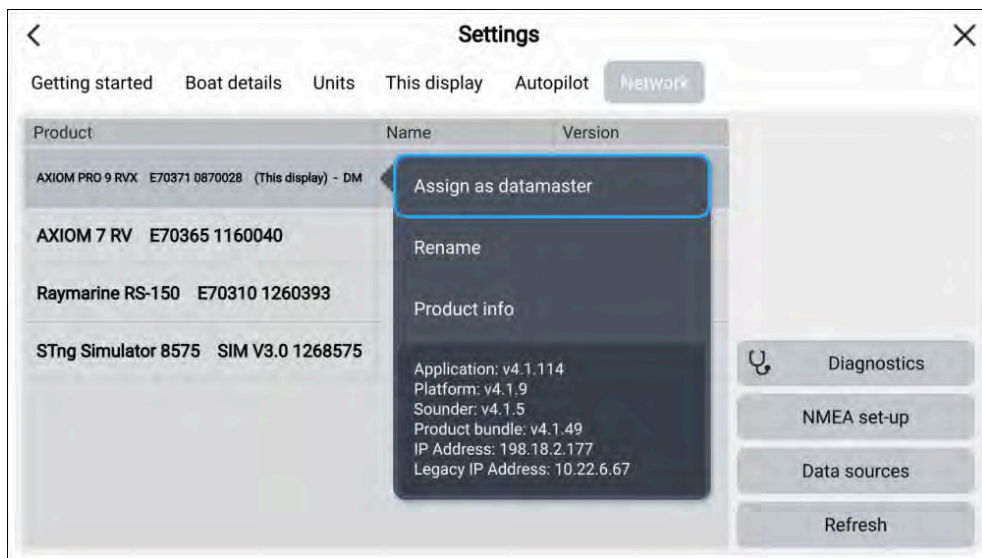 Settings
Getting started Boat details Units This display Autopilot Network
Product Name Version
AXIOM PRO 9 RVX E70371 0870028 (This display) - DM
Assign as datamaster
AXIOM 7 RV E70365 1160040
Rename
Raymarine RS-150 E70310 1260393
Product info
STng Simulator 8575 SIM V3.0 1268575
Application: v4.1.114
Platform: v4.1.9
Sounder: v4.1.5
Product bundle: v4.1.49
IP Address: 198.18.2.177
Legacy IP Address: 10.22.6.67
Diagnostics
NMEA set-up
Data sources
Refresh